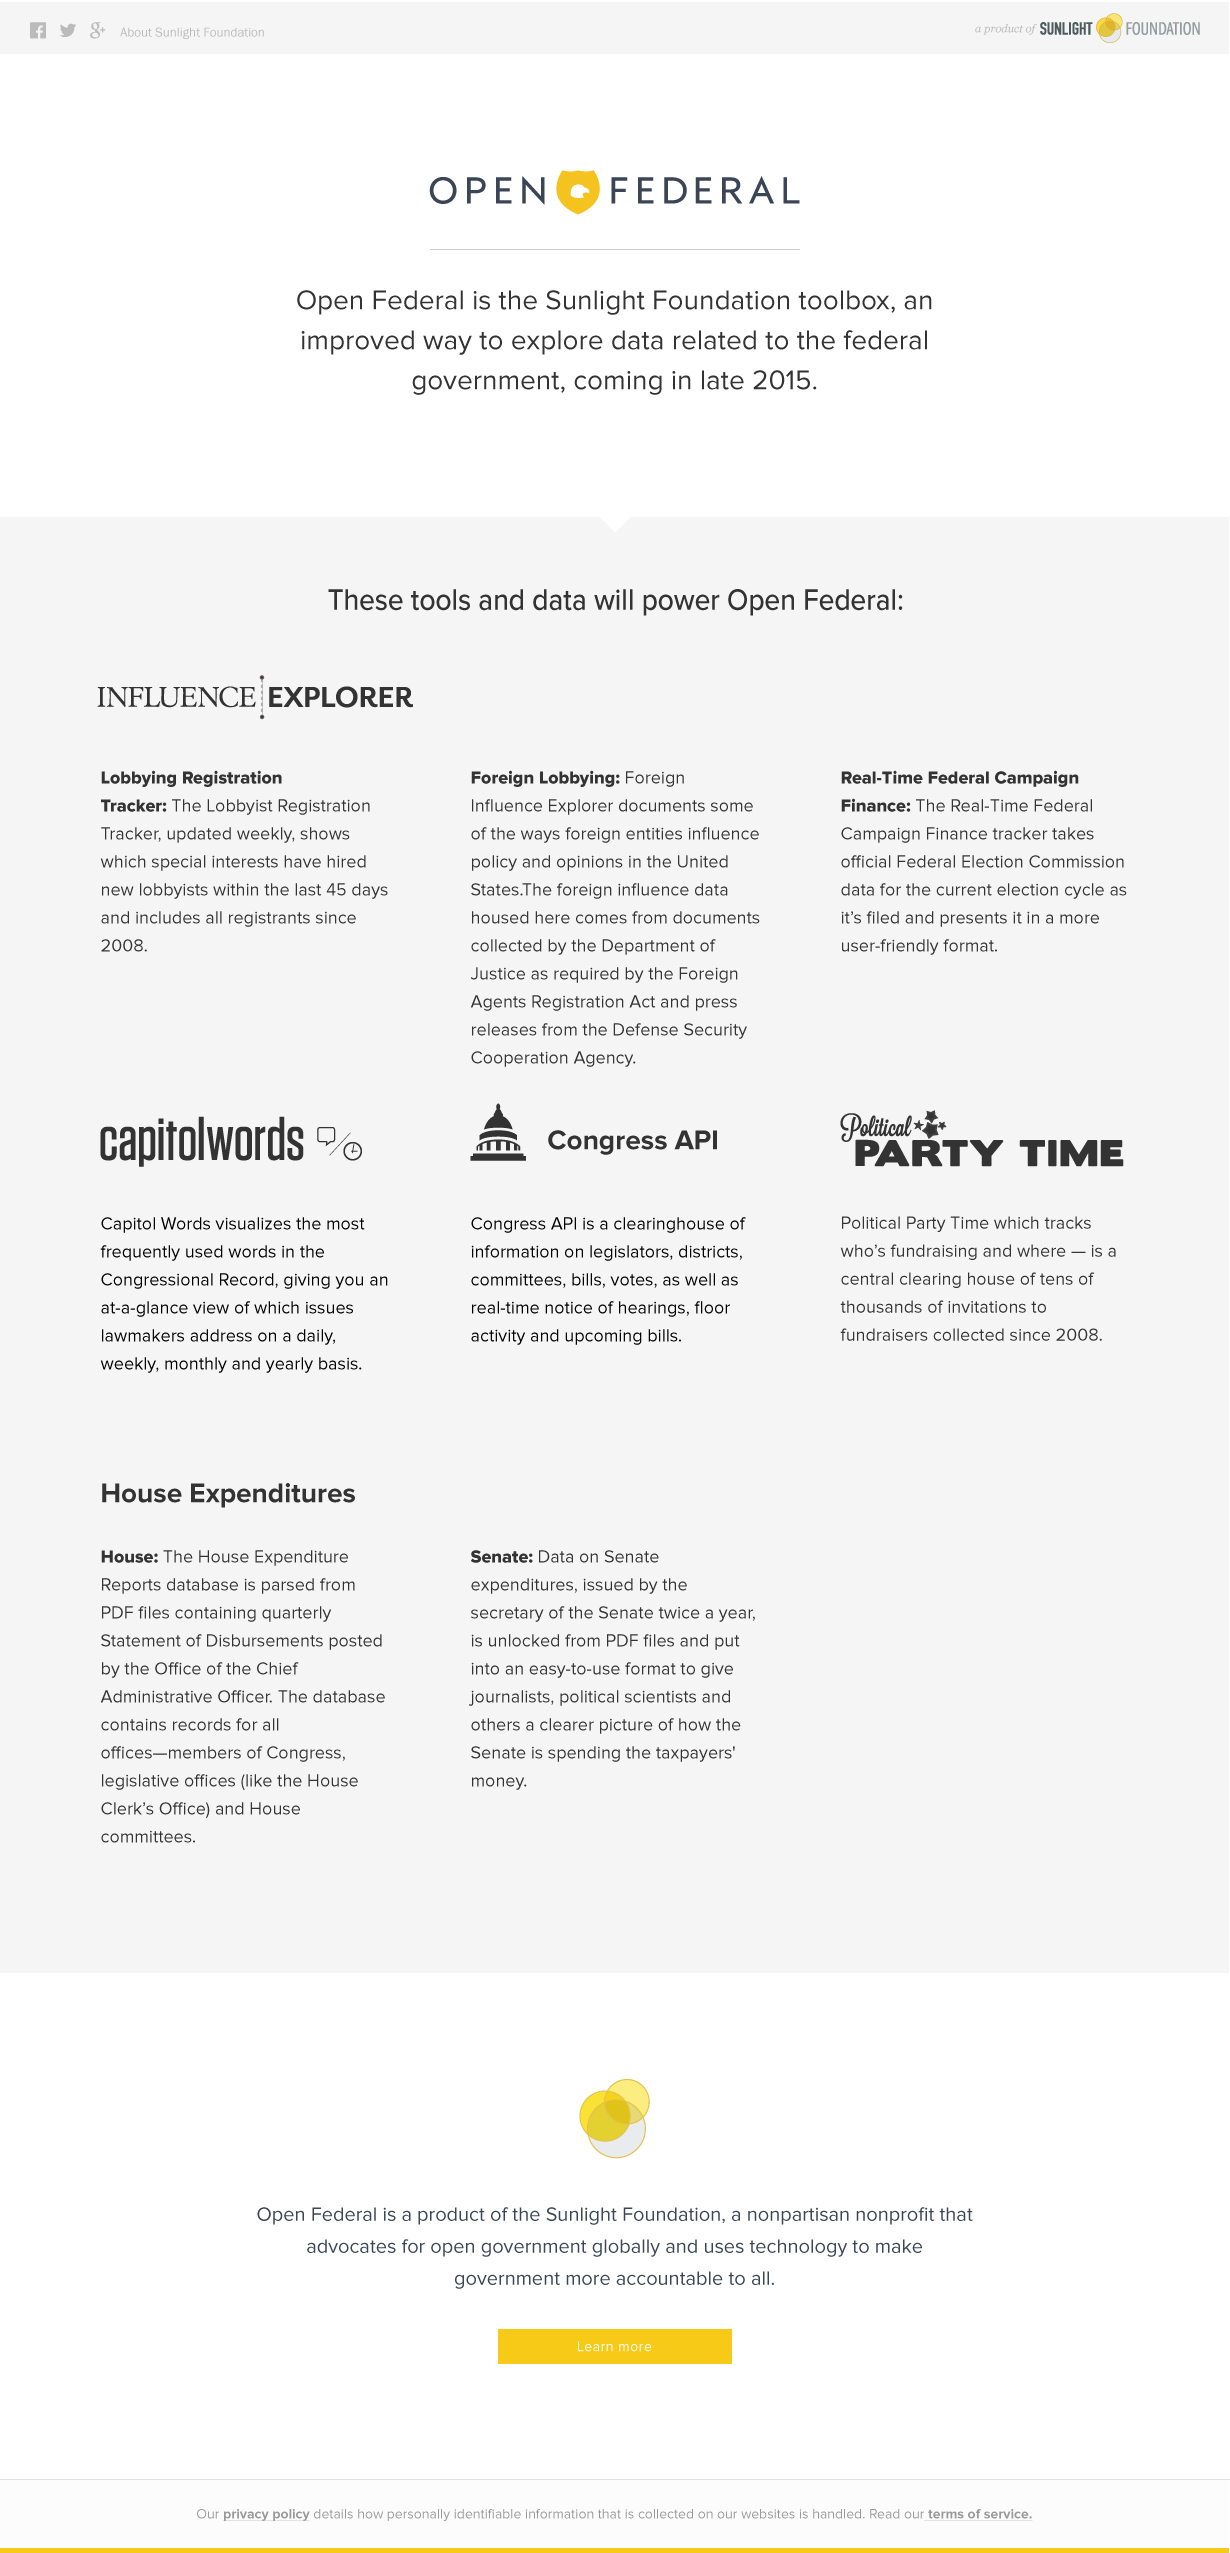 About Sunlight Foundation
a product of SUNLIGHT FOUNDATION
OPEN FEDERAL
Open Federal is the Sunlight Foundation toolbox, an
improved way to explore data related to the federal
government, coming in late 2015.
These tools and data will power Open Federal:
INFLUENCE EXPLORER
Lobbying Registration
Tracker: The Lobbyist Registration
Tracker, updated weekly, shows
which special interests have hired
new lobbyists within the last 45 days
and includes all registrants since
2008.
Foreign Lobbying: Foreign
Influence Explorer documents some
of the ways foreign entities influence
policy and opinions in the United
States.The foreign influence data
housed here comes from documents
collected by the Department of
Justice as required by the Foreign
Agents Registration Act and press
releases from the Defense Security
Cooperation Agency.
Real-Time Federal Campaign
Finance: The Real-Time Federal
Campaign Finance tracker takes
official Federal Election Commission
data for the current election cycle as
it’s filed and presents it in a more
user-friendly format.
capitolwords
Capitol Words visualizes the most
frequently used words in the
Congressional Record, giving you an
at-a-glance view of which issues
lawmakers address on a daily,
weekly, monthly and yearly basis.
Congress API
Congress API is a clearinghouse of
information on legislators, districts,
committees, bills, votes, as well as
real-time notice of hearings, floor
activity and upcoming bills.
Political
PARTY TIME
Political Party Time which tracks
who’s fundraising and where — is a
central clearing house of tens of
thousands of invitations to
fundraisers collected since 2008.
House Expenditures
House: The House Expenditure
Reports database is parsed from
PDF files containing quarterly
Statement of Disbursements posted
by the Office of the Chief
Administrative Officer. The database
contains records for all
offices—members of Congress,
legislative offices (like the House
Clerk’s Office) and House
committees.
Senate: Data on Senate
expenditures, issued by the
secretary of the Senate twice a year,
is unlocked from PDF files and put
into an easy-to-use format to give
journalists, political scientists and
others a clearer picture of how the
Senate is spending the taxpayers'
money.
Open Federal is a product of the Sunlight Foundation, a nonpartisan nonprofit that
advocates for open government globally and uses technology to make
government more accountable to all.
Learn more
Our privacy policy details how personally identifiable information that is collected on our websites is handled. Read our terms of service.